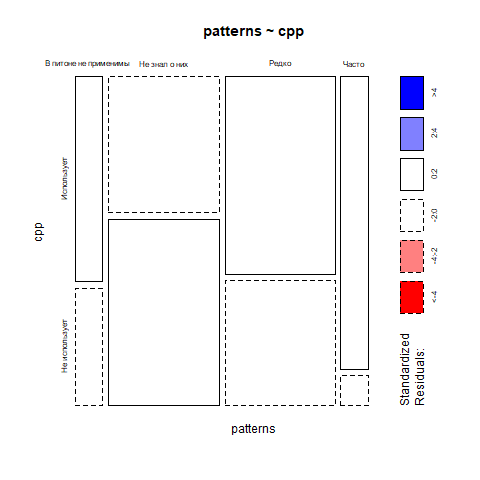 patterns ~ cpp
В питоне не применимы
Не знал о них
Редко
Часто
Использует
Не использует
cpp
patterns
>4
2:4
0:2
-2:0
-4:-2
<-4
Standardized
Residuals: